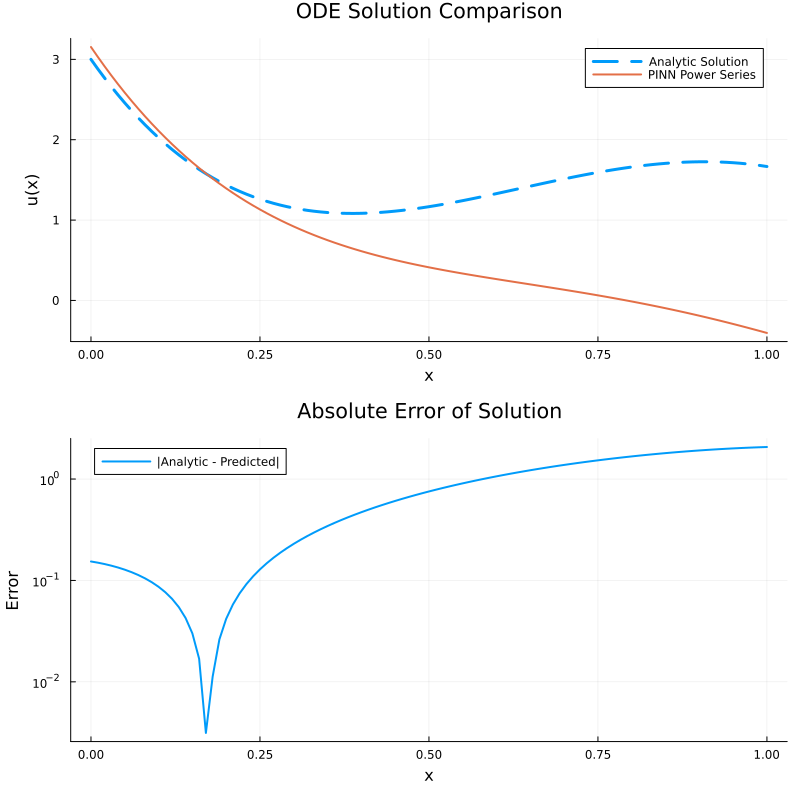 ODE Solution Comparison
3
2
1
0
u(x)
Analytic Solution
PINN Power Series
0.00 0.25 0.50 0.75 1.00
x
Absolute Error of Solution
|Analytic - Predicted|
10⁰
10⁻¹
10⁻²
Error
0.00 0.25 0.50 0.75 1.00
x